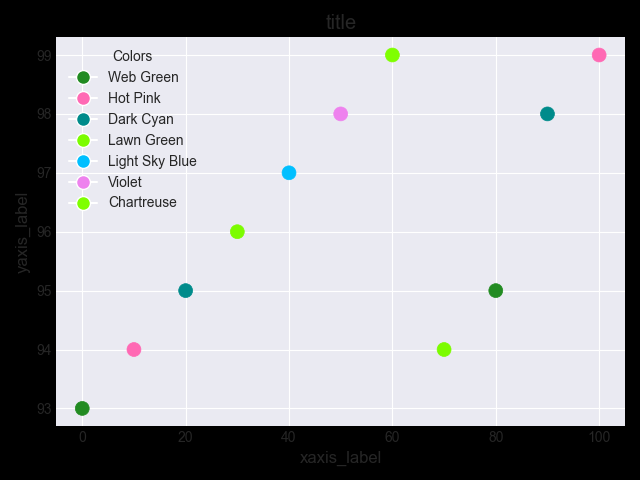 title
Colors
Web Green
Hot Pink
Dark Cyan
Lawn Green
Light Sky Blue
Violet
Chartreuse
yaxis_label
99
98
97
96
95
94
93
0 20 40 60 80 100
xaxis_label